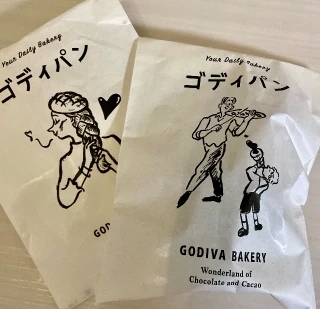 Your Daily Bakery
ゴディパン
GOD
Your Daily Bakery
ゴディパン
GODIVA BAKERY
Wonderland of
Chocolate and Cacao